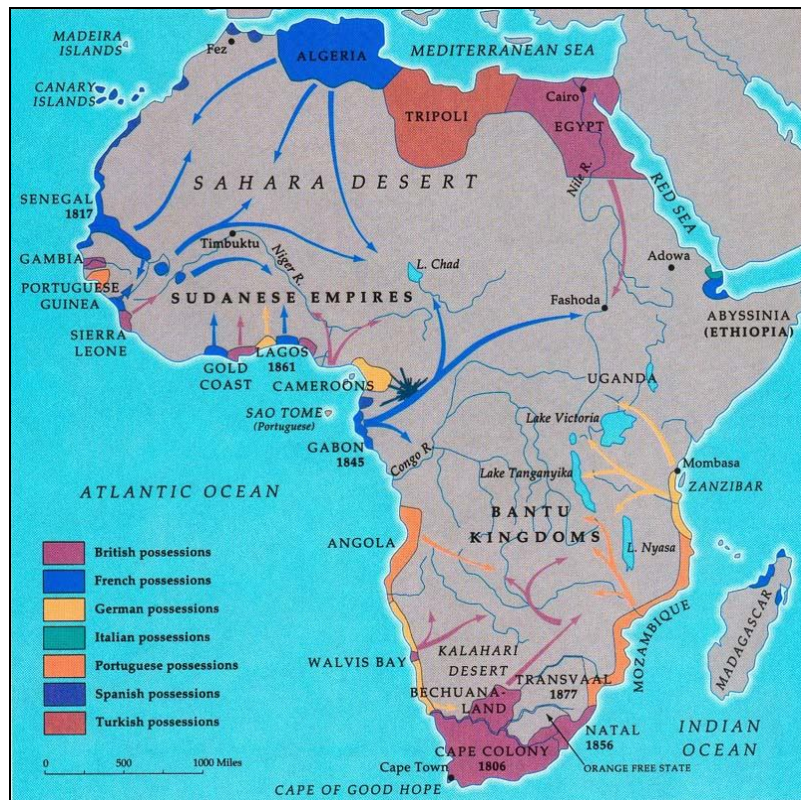 MADEIRA
ISLANDS
Fez
ALGERIA
MEDITERRANEAN SEA
CANARY
ISLANDS
TRIPOLI
Cairo
EGYPT
Nile R.
RED SEA
SAHARA DESERT
SENEGAL
1817
Timbuktu
Niger R.
L. Chad
Adowa
GAMBIA
PORTUGUESE
GUINEA
SUDANESE EMPIRES
Fashoda
ABYSSINIA
(ETHIOPIA)
SIERRA
LEONE
GOLD
COAST
LAGOS
1861
CAMEROONS
UGANDA
SAO TOME
(Portuguese)
Lake Victoria
GABON
1845
Congo R.
Lake Tanganyika
Mombasa
ZANZIBAR
ATLANTIC OCEAN
BANTU
KINGDOMS
ANGOLA
L. Nyasa
British possessions
French possessions
German possessions
Italian possessions
Portuguese possessions
Spanish possessions
Turkish possessions
MOZAMBIQUE
MADAGASCAR
WALVIS BAY
KALAHARI
DESERT
TRANSVAAL
1877
BECHUANA-
LAND
INDIAN
OCEAN
NATAL
1856
CAPE COLONY
1806
ORANGE FREE STATE
Cape Town
CAPE OF GOOD HOPE
0 500 1000 Miles